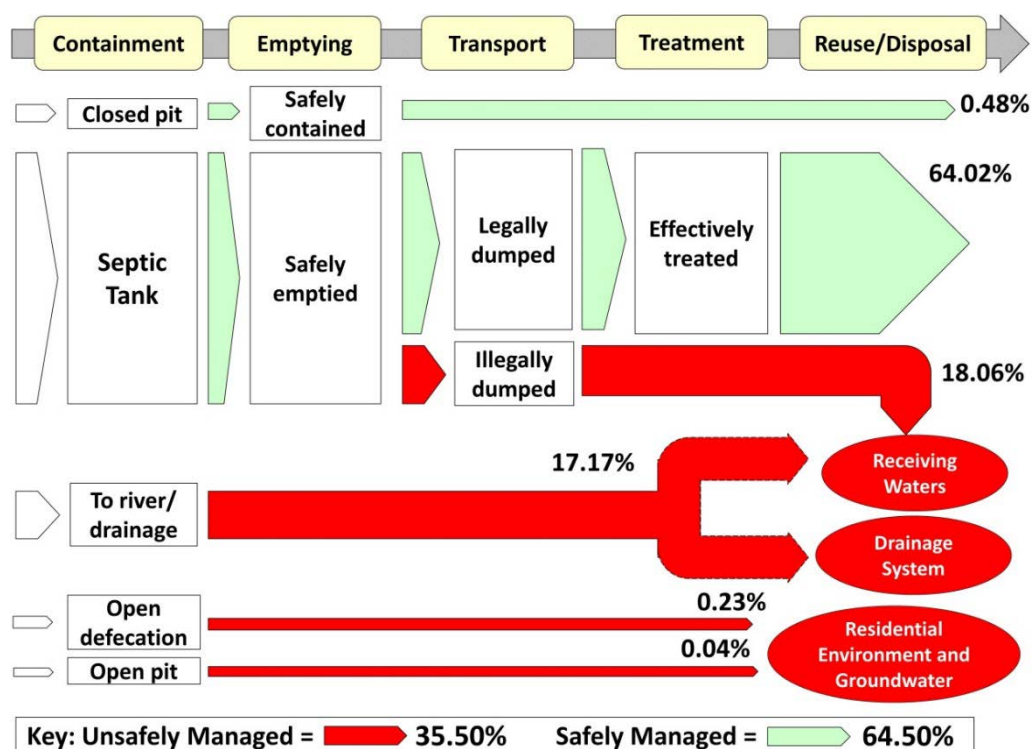 Containment
Emptying
Transport
Treatment
Reuse/Disposal
Closed pit
Safely
contained
0.48%
Septic
Tank
Safely
emptied
Legally
dumped
Effectively
treated
64.02%
Illegally
dumped
18.06%
To river/
drainage
17.17%
Receiving
Waters
Drainage
System
Open
defecation
0.23%
Open pit
0.04%
Residential
Environment and
Groundwater
Key: Unsafely Managed = 35.50% Safely Managed = 64.50%